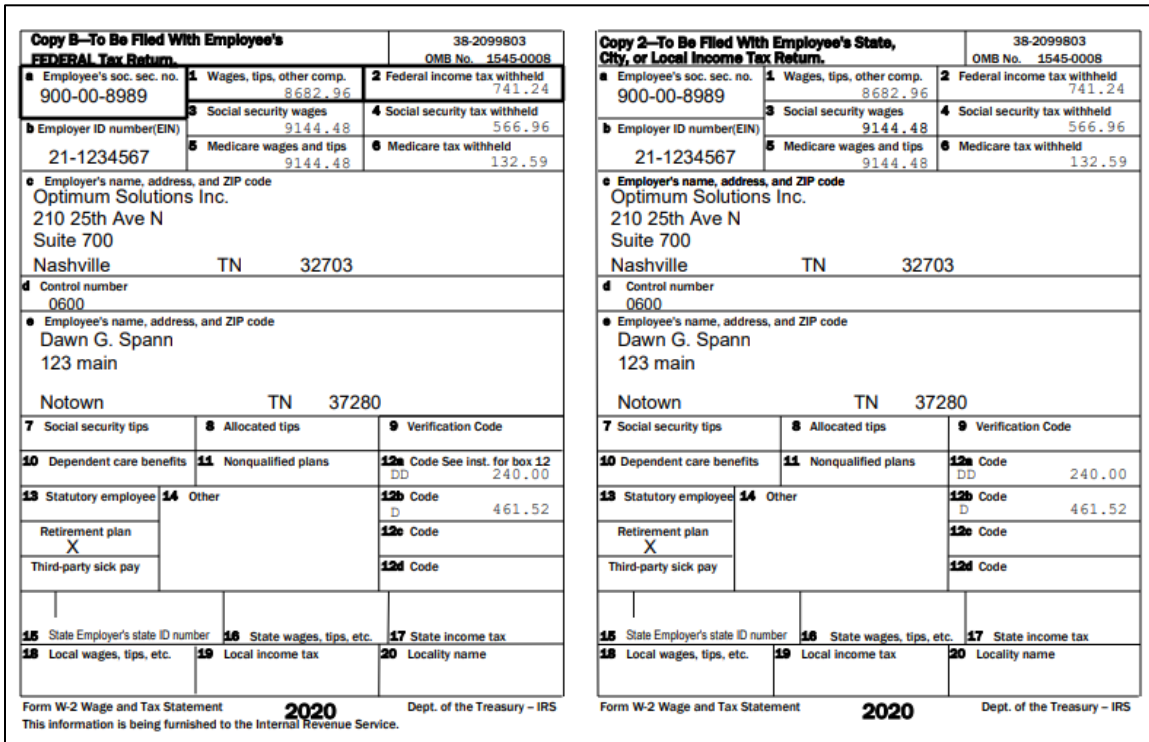 Copy B—To Be Filed With Employee's
FEDERAL Tax Return.
38-2099803
OMB No. 1545-0008
a Employee's soc. sec. no.
900-00-8989
1 Wages, tips, other comp.
8682.96
2 Federal income tax withheld
741.24
3 Social security wages
9144.48
4 Social security tax withheld
566.96
b Employer ID number(EIN)
21-1234567
5 Medicare wages and tips
9144.48
6 Medicare tax withheld
132.59
c Employer's name, address, and ZIP code
Optimum Solutions Inc.
210 25th Ave N
Suite 700
Nashville TN 32703
d Control number
0600
e Employee's name, address, and ZIP code
Dawn G. Spann
123 main
Notown TN 37280
7 Social security tips
8 Allocated tips
9 Verification Code
10 Dependent care benefits
11 Nonqualified plans
12a Code See inst. for box 12
DD 240.00
13 Statutory employee
14 Other
12b Code
D 461.52
Retirement plan
X
12c Code
Third-party sick pay
12d Code
15 State Employer's state ID number
16 State wages, tips, etc.
17 State income tax
18 Local wages, tips, etc.
19 Local income tax
20 Locality name
Form W-2 Wage and Tax Statement
2020
Dept. of the Treasury – IRS
This information is being furnished to the Internal Revenue Service.
Copy 2—To Be Filed With Employee's State,
City, or Local Income Tax Return.
38-2099803
OMB No. 1545-0008
a Employee's soc. sec. no.
900-00-8989
1 Wages, tips, other comp.
8682.96
2 Federal income tax withheld
741.24
3 Social security wages
9144.48
4 Social security tax withheld
566.96
b Employer ID number(EIN)
21-1234567
5 Medicare wages and tips
9144.48
6 Medicare tax withheld
132.59
c Employer's name, address, and ZIP code
Optimum Solutions Inc.
210 25th Ave N
Suite 700
Nashville TN 32703
d Control number
0600
e Employee's name, address, and ZIP code
Dawn G. Spann
123 main
Notown TN 37280
7 Social security tips
8 Allocated tips
9 Verification Code
10 Dependent care benefits
11 Nonqualified plans
12a Code
DD 240.00
13 Statutory employee
14 Other
12b Code
D 461.52
Retirement plan
X
12c Code
Third-party sick pay
12d Code
15 State Employer's state ID number
16 State wages, tips, etc.
17 State income tax
18 Local wages, tips, etc.
19 Local income tax
20 Locality name
Form W-2 Wage and Tax Statement
2020
Dept. of the Treasury – IRS